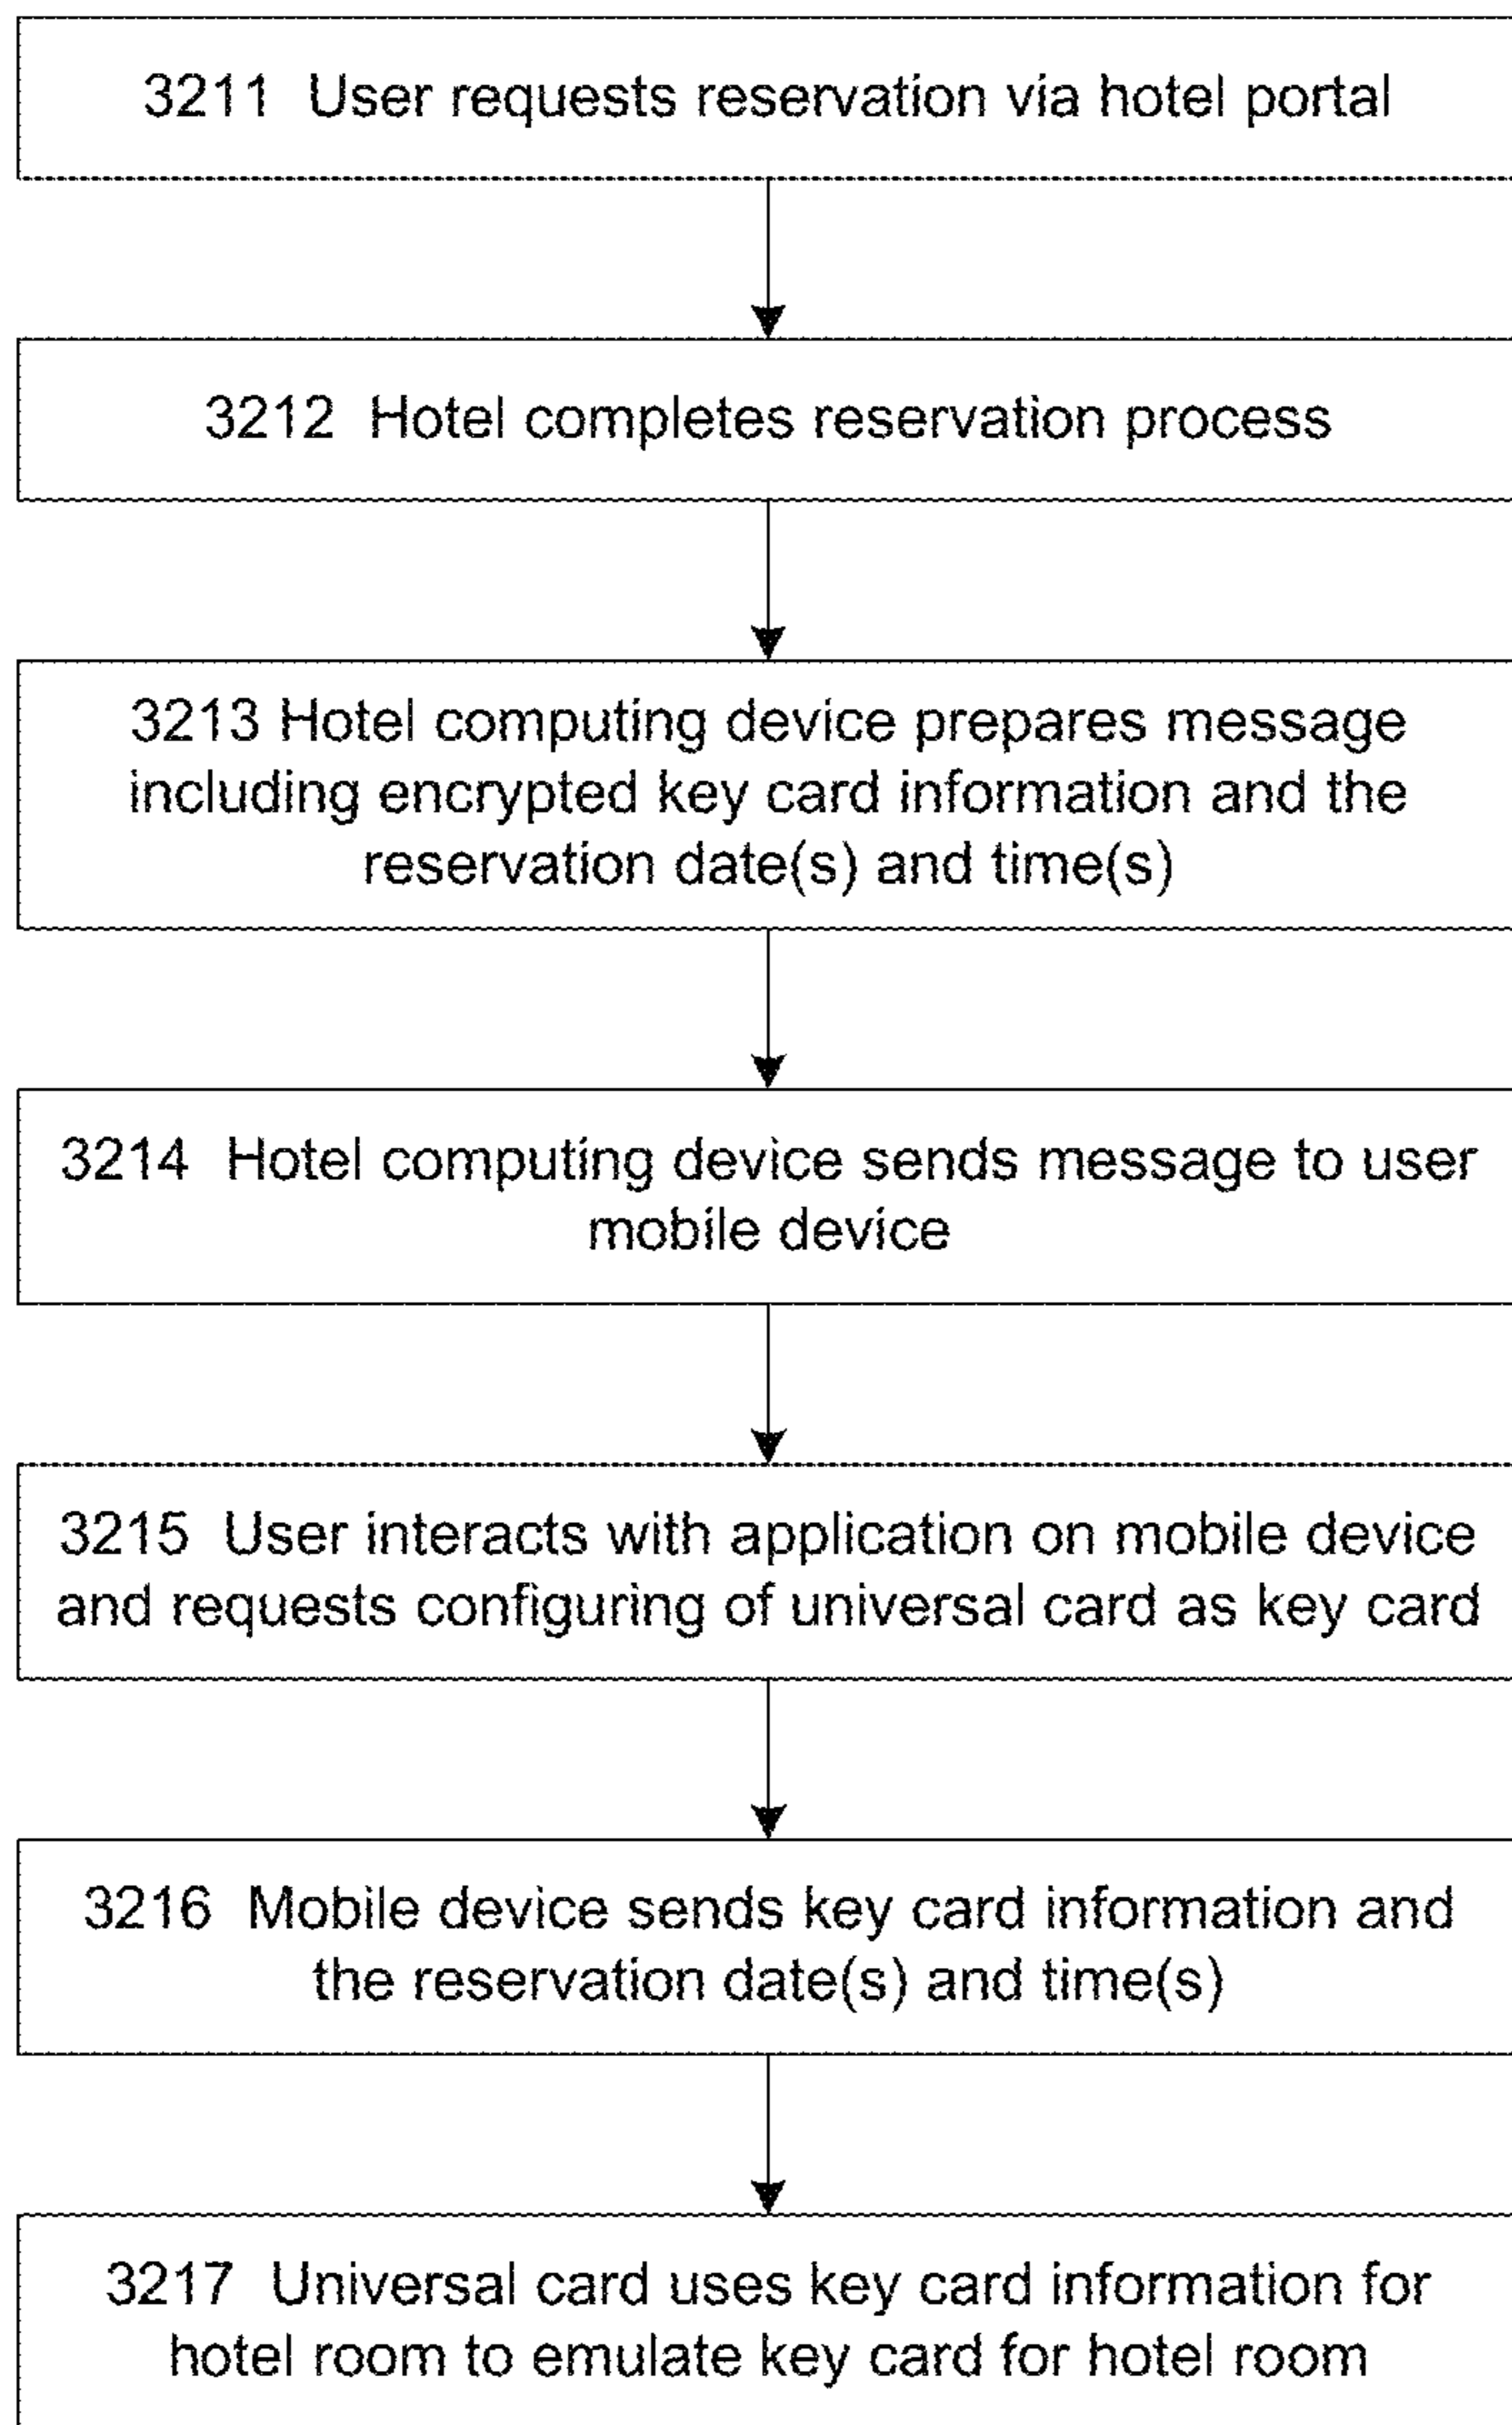 3211 User requests reservation via hotel portal
3212 Hotel completes reservation process
3213 Hotel computing device prepares message
including encrypted key card information and the
reservation date(s) and time(s)
3214 Hotel computing device sends message to user
mobile device
3215 User interacts with application on mobile device
and requests configuring of universal card as key card
3216 Mobile device sends key card information and
the reservation date(s) and time(s)
3217 Universal card uses key card information for
hotel room to emulate key card for hotel room